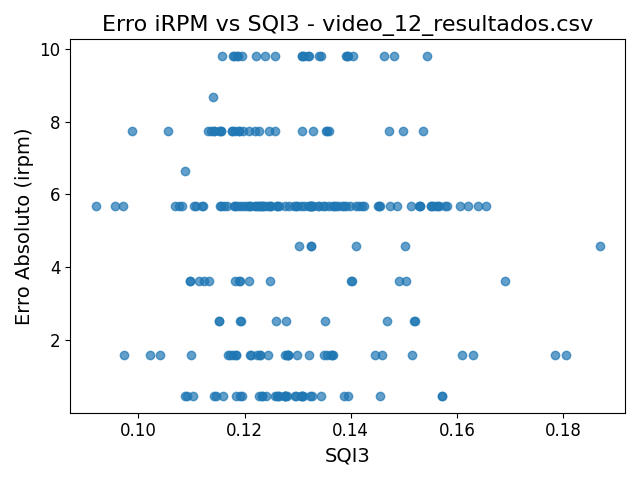 Erro iRPM vs SQI3 - video_12_resultados.csv
Erro Absoluto (irpm)
10
8
6
4
2
0.10 0.12 0.14 0.16 0.18
SQI3